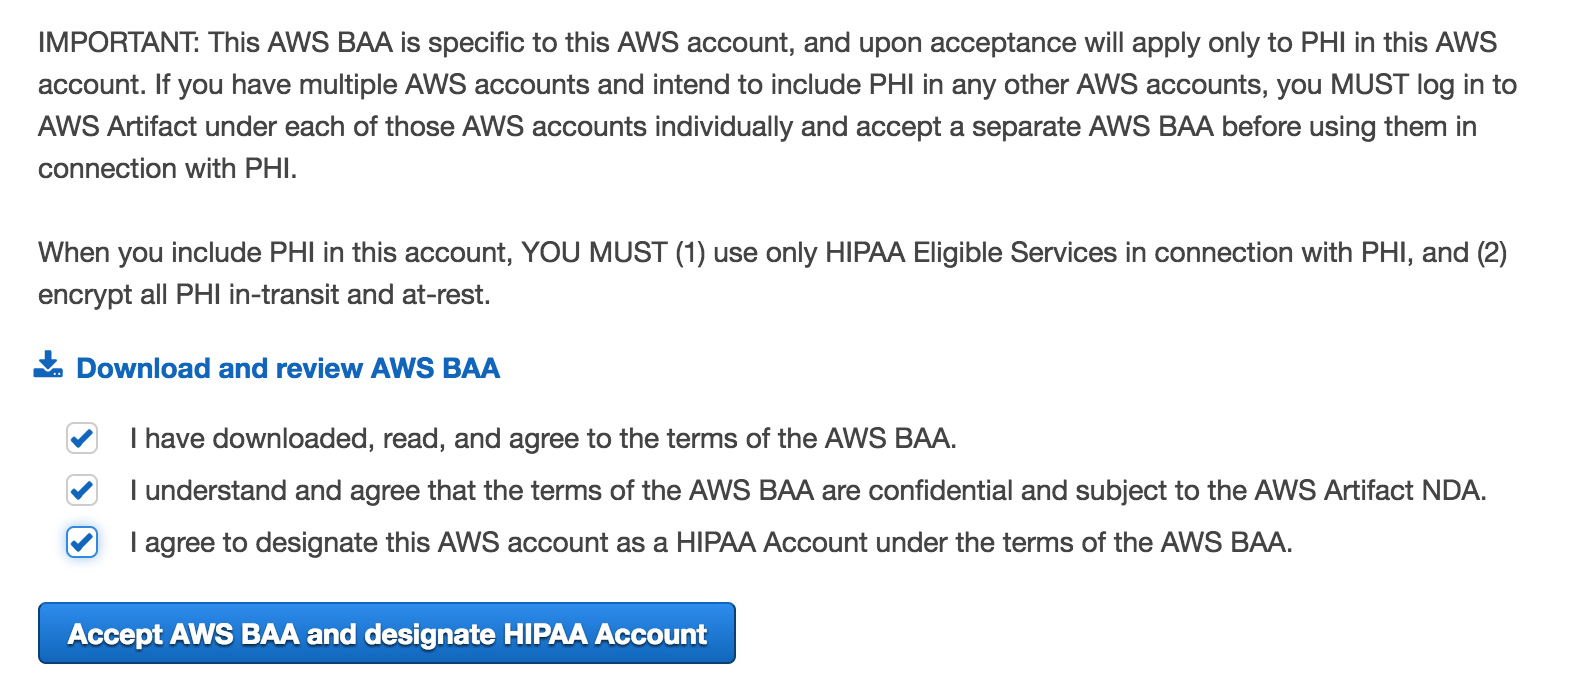 IMPORTANT: This AWS BAA is specific to this AWS account, and upon acceptance will apply only to PHI in this AWS
account. If you have multiple AWS accounts and intend to include PHI in any other AWS accounts, you MUST log in to
AWS Artifact under each of those AWS accounts individually and accept a separate AWS BAA before using them in
connection with PHI.
When you include PHI in this account, YOU MUST (1) use only HIPAA Eligible Services in connection with PHI, and (2)
encrypt all PHI in-transit and at-rest.
Download and review AWS BAA
I have downloaded, read, and agree to the terms of the AWS BAA.
I understand and agree that the terms of the AWS BAA are confidential and subject to the AWS Artifact NDA.
I agree to designate this AWS account as a HIPAA Account under the terms of the AWS BAA.
Accept AWS BAA and designate HIPAA Account